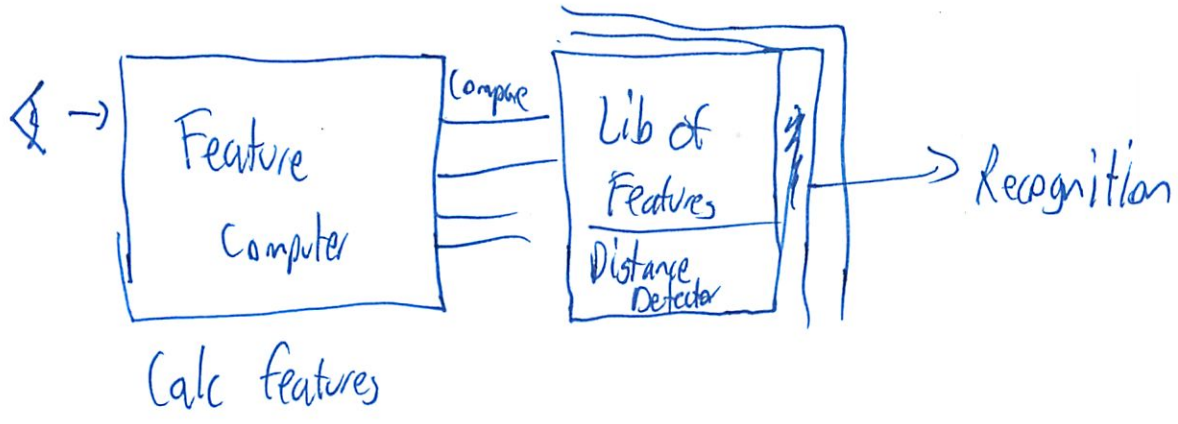 Feature
Computer
Compare
Lib of
Features
Distance
Detector
Recognition
Calc features